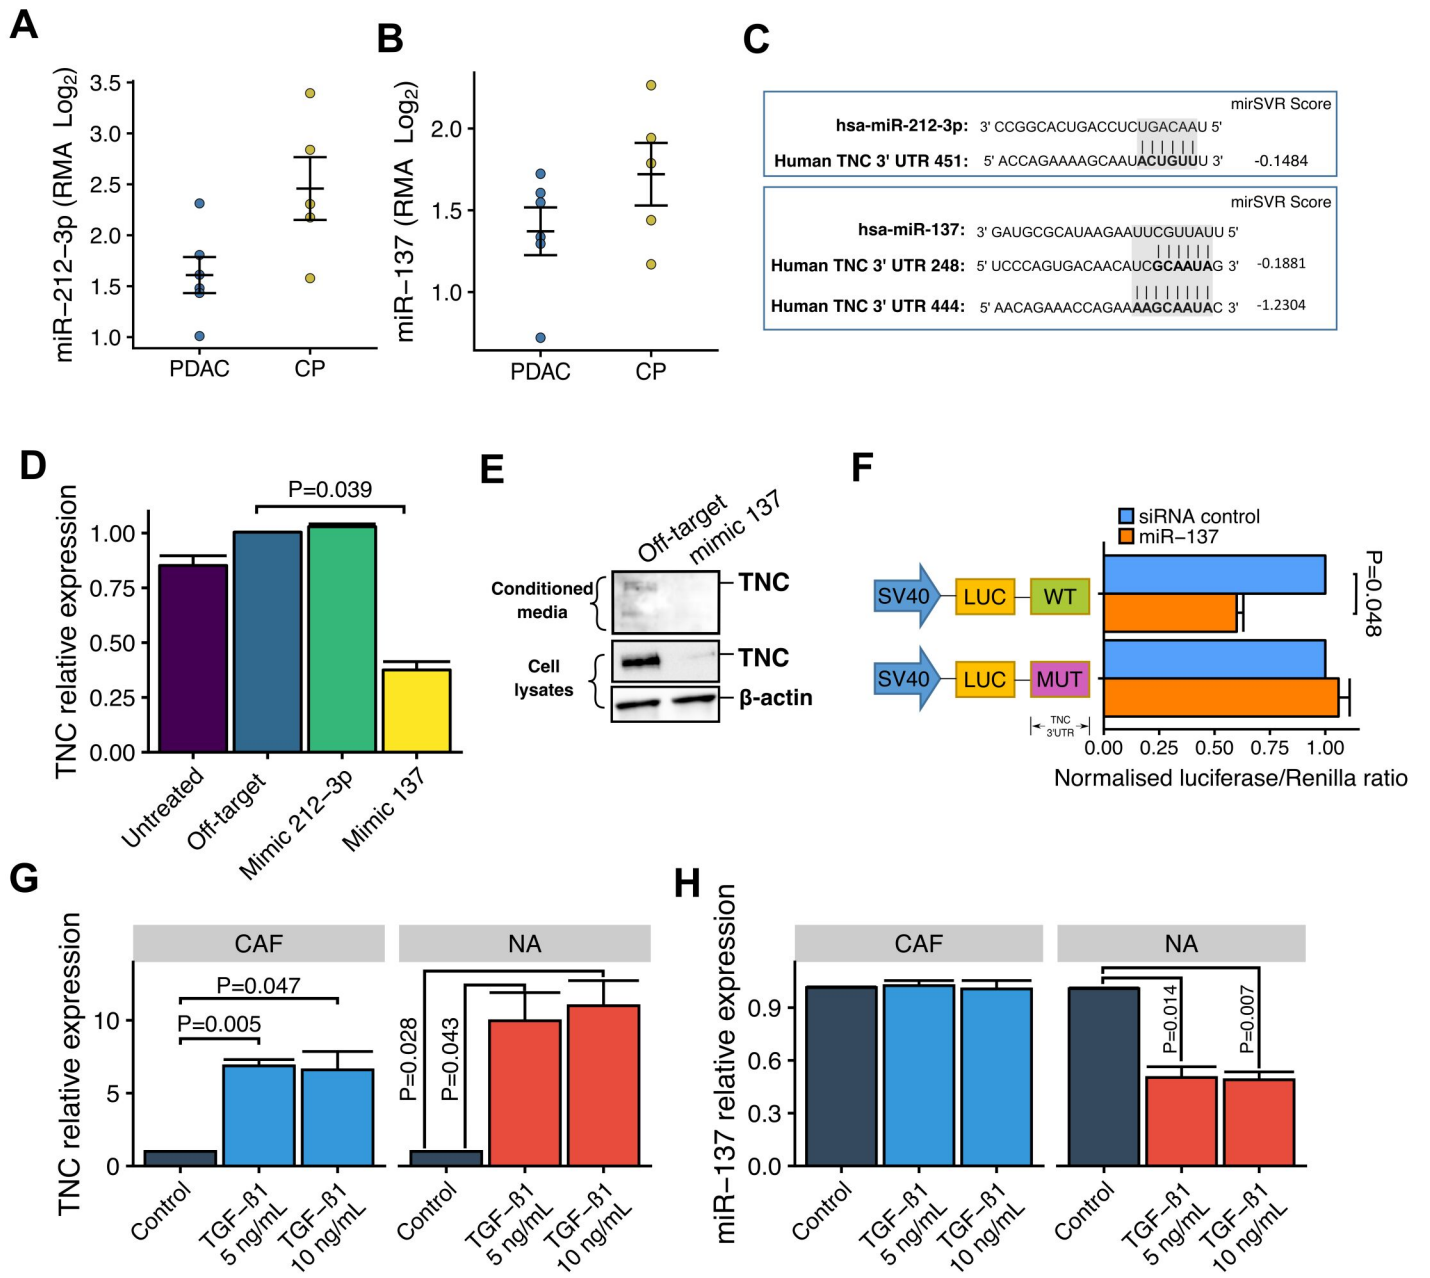 A
miR−212−3p (RMA Log2)
3.5
3.0
2.5
2.0
1.5
1.0
PDAC
CP
B
miR−137 (RMA Log2)
2.0
1.5
1.0
PDAC
CP
C
mirSVR Score
hsa-miR-212-3p: 3' CCGGCACUGACCUCUGACAAU 5'
Human TNC 3' UTR 451: 5' ACCAGAAAAGCAAUACUGUUU 3' -0.1484
mirSVR Score
hsa-miR-137: 3' GAUGCGCAUAAGAAUUCGUUAUU 5'
Human TNC 3' UTR 248: 5' UCCCAGUGACAACAUCGCAAUAG 3' -0.1881
Human TNC 3' UTR 444: 5' AACAGAAACCAGAAAAGCAAUAC 3' -1.2304
D
TNC relative expression
P=0.039
1.00
0.75
0.50
0.25
0.00
Untreated
Off−target
Mimic 212−3p
Mimic 137
E
Off-target
mimic 137
Conditioned
media
TNC
Cell
lysates
TNC
β-actin
F
siRNA control
miR−137
SV40
LUC
WT
SV40
LUC
MUT
TNC
3'UTR
P=0.048
0.00 0.25 0.50 0.75 1.00
Normalised luciferase/Renilla ratio
G
TNC relative expression
CAF
NA
P=0.047
P=0.005
P=0.028
P=0.043
10
5
0
Control
TGF−ß1
5 ng/mL
TGF−ß1
10 ng/mL
Control
TGF−ß1
5 ng/mL
TGF−ß1
10 ng/mL
H
miR−137 relative expression
CAF
NA
P=0.014
P=0.007
0.9
0.6
0.3
0.0
Control
TGF−ß1
5 ng/mL
TGF−ß1
10 ng/mL
Control
TGF−ß1
5 ng/mL
TGF−ß1
10 ng/mL